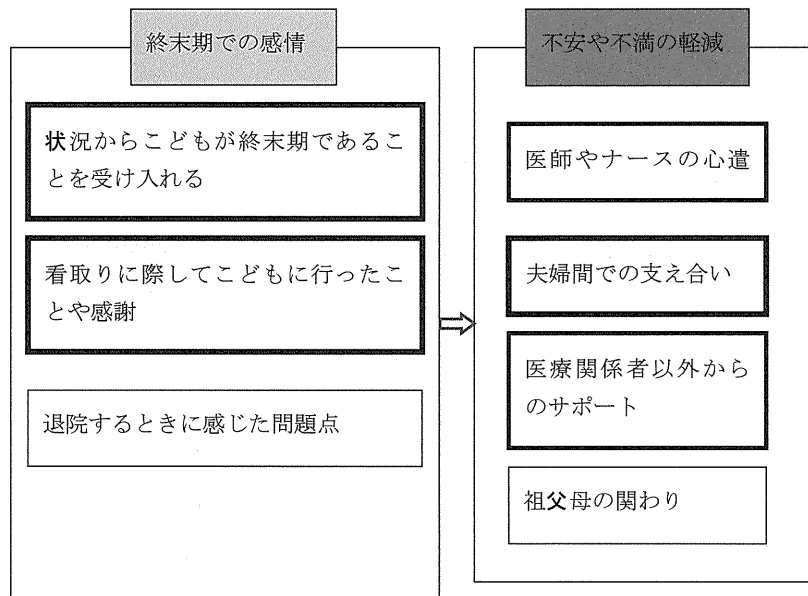 終末期での感情
状況からこどもが終末期であるこ
とを受け入れる
看取りに際してこどもに行ったこ
とや感謝
退院するときに感じた問題点
不安や不満の軽減
医師やナースの心遣
夫婦間での支え合い
医療関係者以外から
のサポート
祖父母の関わり